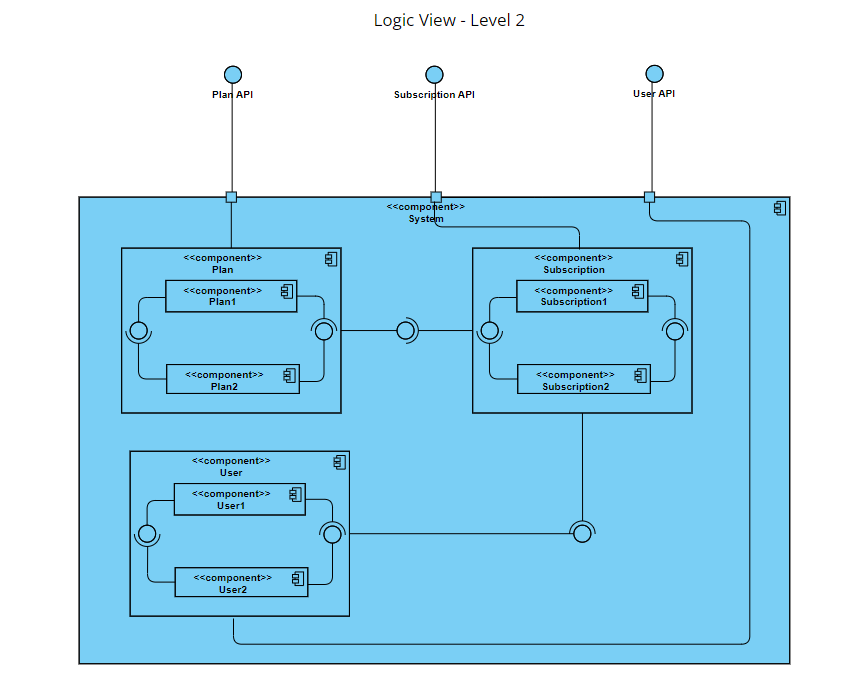 Logic View - Level 2
Plan API
Subscription API
User API
<<component>>
System
<<component>>
Plan
<<component>>
Plan1
<<component>>
Plan2
<<component>>
Subscription
<<component>>
Subscription1
<<component>>
Subscription2
<<component>>
User
<<component>>
User1
<<component>>
User2